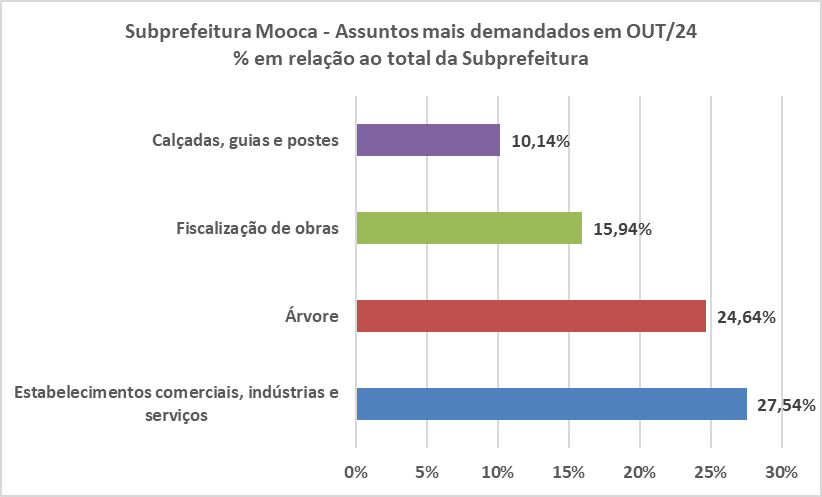 Subprefeitura Mooca - Assuntos mais demandados em OUT/24
% em relação ao total da Subprefeitura
Calçadas, guias e postes
10,14%
Fiscalização de obras
15,94%
Árvore
24,64%
Estabelecimentos comerciais, indústrias e
serviços
27,54%
0% 5% 10% 15% 20% 25% 30%